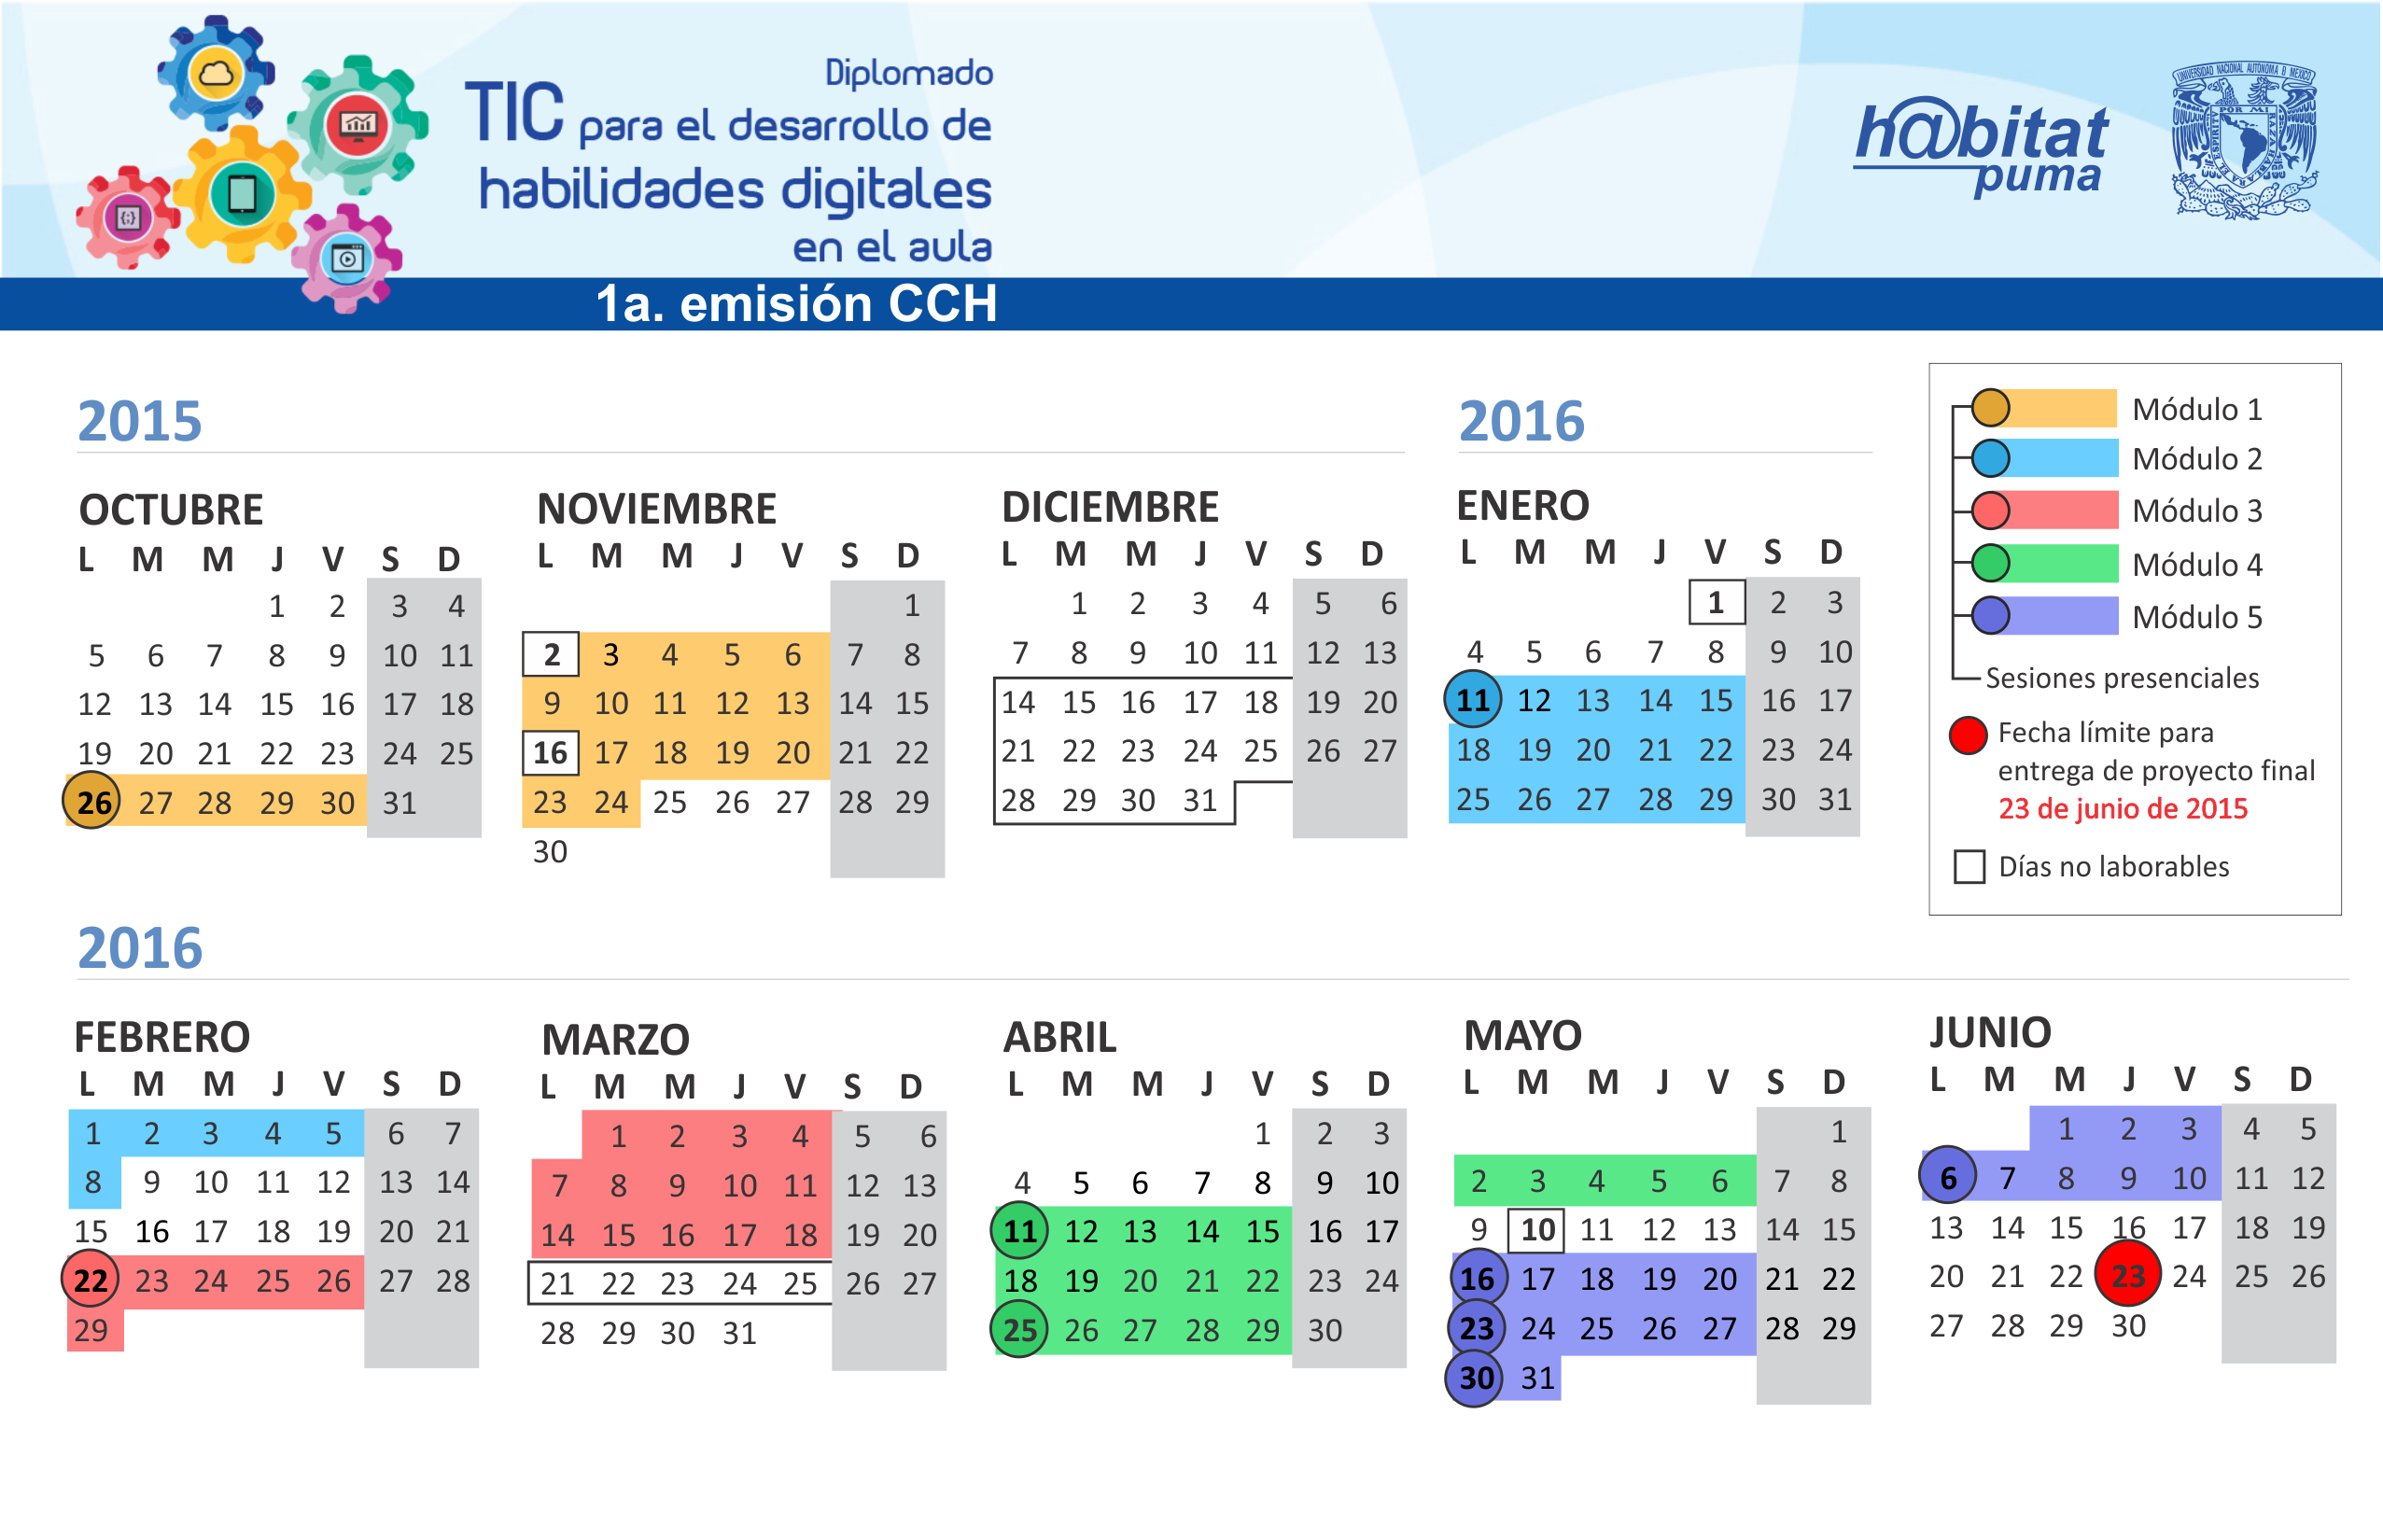 Diplomado
TIC para el desarrollo de
habilidades digitales
en el aula
1a. emisión CCH
h@bitat
puma
UNIVERSIDAD NACIONAL AUTÓNOMA D MEXICO
POR MI RAZA HABLARA EL ESPIRITU
2015
OCTUBRE
L M M J V S D
1 2 3 4
5 6 7 8 9 10 11
12 13 14 15 16 17 18
19 20 21 22 23 24 25
26 27 28 29 30 31
NOVIEMBRE
L M M J V S D
1
2 3 4 5 6 7 8
9 10 11 12 13 14 15
16 17 18 19 20 21 22
23 24 25 26 27 28 29
30
DICIEMBRE
L M M J V S D
1 2 3 4 5 6
7 8 9 10 11 12 13
14 15 16 17 18 19 20
21 22 23 24 25 26 27
28 29 30 31
2016
ENERO
L M M J V S D
1 2 3
4 5 6 7 8 9 10
11 12 13 14 15 16 17
18 19 20 21 22 23 24
25 26 27 28 29 30 31
Módulo 1
Módulo 2
Módulo 3
Módulo 4
Módulo 5
Sesiones presenciales
Fecha límite para
entrega de proyecto final
23 de junio de 2015
Días no laborables
2016
FEBRERO
L M M J V S D
1 2 3 4 5 6 7
8 9 10 11 12 13 14
15 16 17 18 19 20 21
22 23 24 25 26 27 28
29
MARZO
L M M J V S D
1 2 3 4 5 6
7 8 9 10 11 12 13
14 15 16 17 18 19 20
21 22 23 24 25 26 27
28 29 30 31
ABRIL
L M M J V S D
1 2 3
4 5 6 7 8 9 10
11 12 13 14 15 16 17
18 19 20 21 22 23 24
25 26 27 28 29 30
MAYO
L M M J V S D
1
2 3 4 5 6 7 8
9 10 11 12 13 14 15
16 17 18 19 20 21 22
23 24 25 26 27 28 29
30 31
JUNIO
L M M J V S D
1 2 3 4 5
6 7 8 9 10 11 12
13 14 15 16 17 18 19
20 21 22 23 24 25 26
27 28 29 30